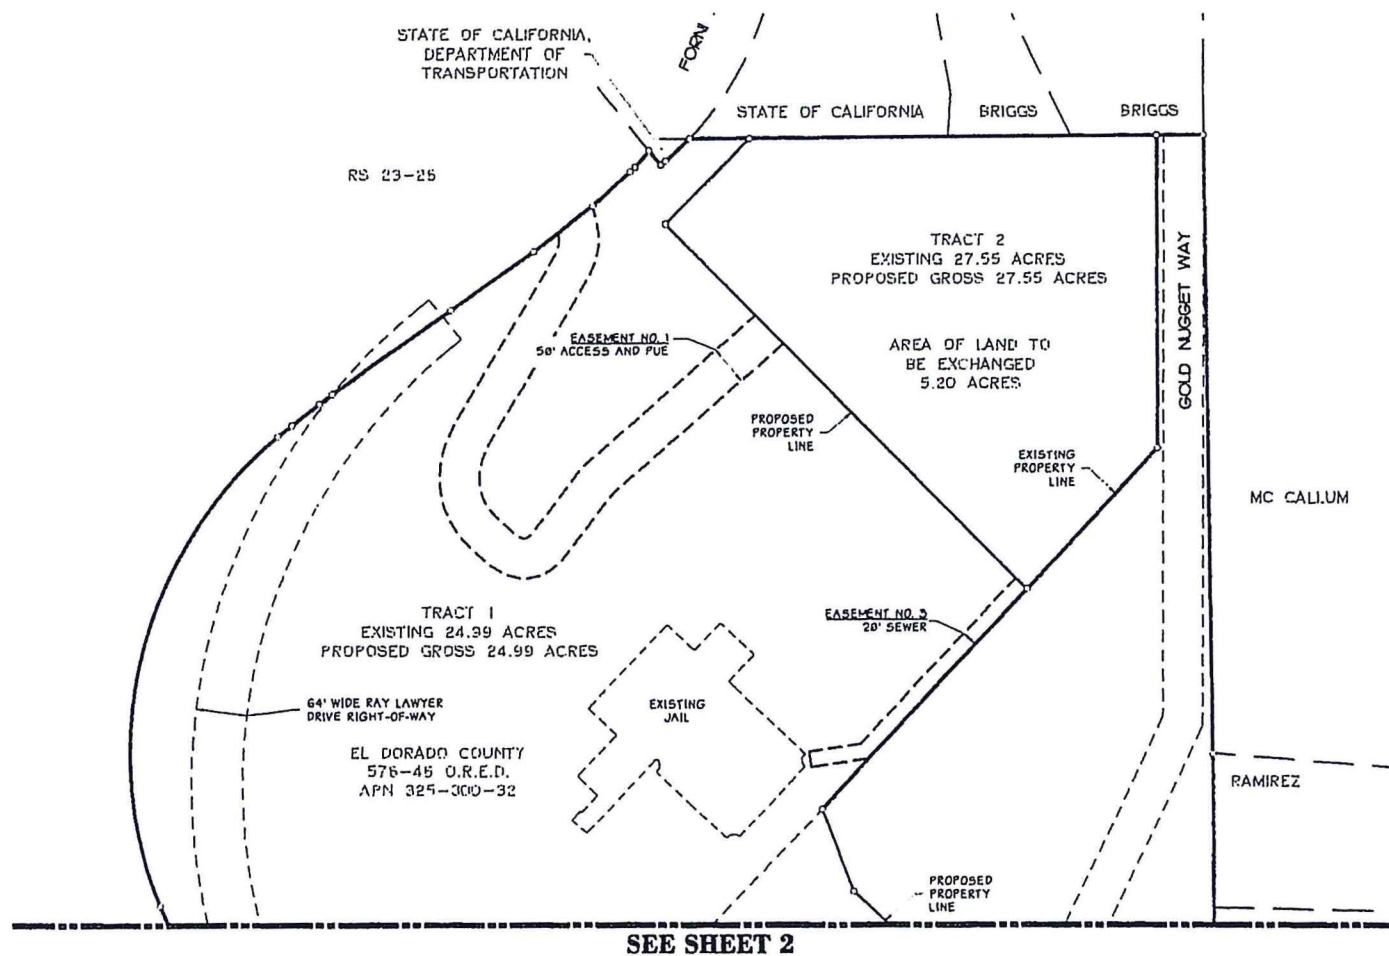 STATE OF CALIFORNIA,
DEPARTMENT OF
TRANSPORTATION
FORNI
STATE OF CALIFORNIA
BRIGGS
BRIGGS
RS 23-25
TRACT 2
EXISTING 27.55 ACRES
PROPOSED GROSS 27.55 ACRES
GOLD NUGGET WAY
EASEMENT NO. 1
50' ACCESS AND PUE
AREA OF LAND TO
BE EXCHANGED
5.20 ACRES
PROPOSED
PROPERTY
LINE
EXISTING
PROPERTY
LINE
MC CALLUM
TRACT 1
EXISTING 24.99 ACRES
PROPOSED GROSS 24.99 ACRES
EASEMENT NO. 3
20' SEWER
64' WIDE RAY LAWYER
DRIVE RIGHT-OF-WAY
EXISTING
JAIL
EL DORADO COUNTY
576-46 O.R.E.D.
APN 325-300-32
RAMIREZ
PROPOSED
PROPERTY
LINE
SEE SHEET 2